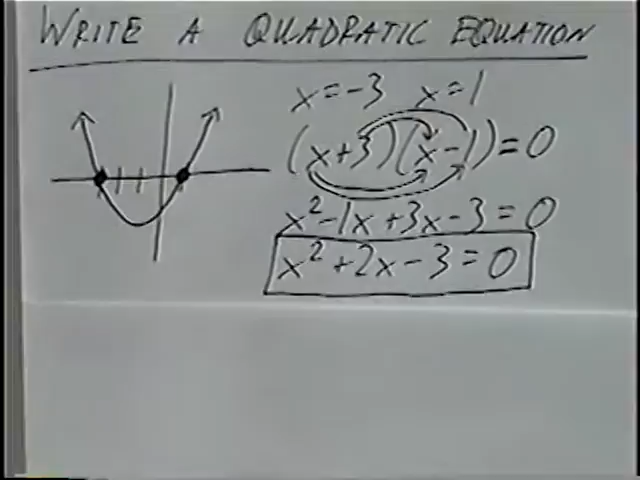 WRITE A QUADRATIC EQUATION
x=-3 x=1
(x+3)(x-1)=0
x²-1x+3x-3=0
x²+2x-3=0